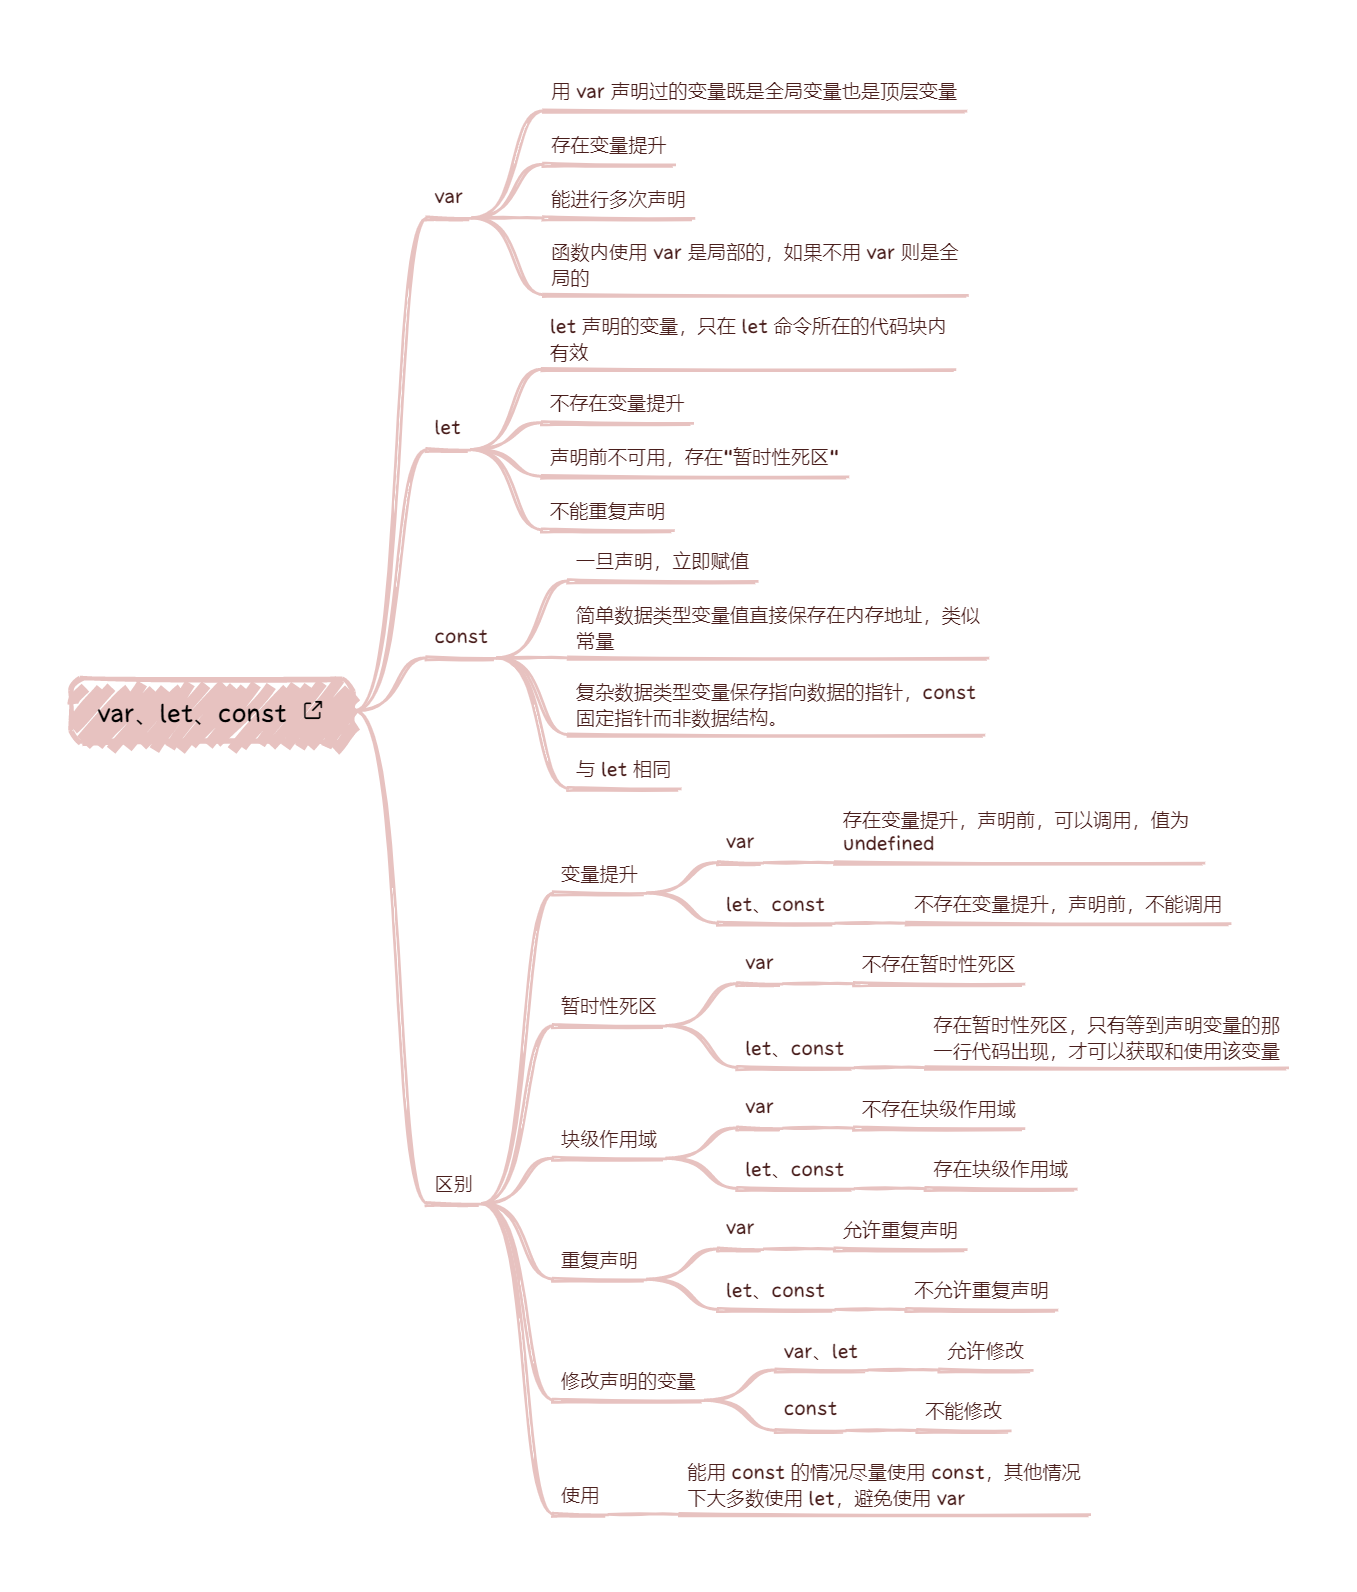 用 var 声明过的变量既是全局变量也是顶层变量
存在变量提升
var
能进行多次声明
函数内使用 var 是局部的，如果不用 var 则是全
局的
let 声明的变量，只在 let 命令所在的代码块内
有效
不存在变量提升
let
声明前不可用，存在"暂时性死区"
不能重复声明
一旦声明，立即赋值
简单数据类型变量值直接保存在内存地址，类似
常量
const
复杂数据类型变量保存指向数据的指针，const
固定指针而非数据结构。
与 let 相同
var、let、const
变量提升
var
存在变量提升，声明前，可以调用，值为
undefined
let、const
不存在变量提升，声明前，不能调用
暂时性死区
var
不存在暂时性死区
let、const
存在暂时性死区，只有等到声明变量的那
一行代码出现，才可以获取和使用该变量
块级作用域
var
不存在块级作用域
let、const
存在块级作用域
区别
重复声明
var
允许重复声明
let、const
不允许重复声明
修改声明的变量
var、let
允许修改
const
不能修改
使用
能用 const 的情况尽量使用 const，其他情况
下大多数使用 let，避免使用 var